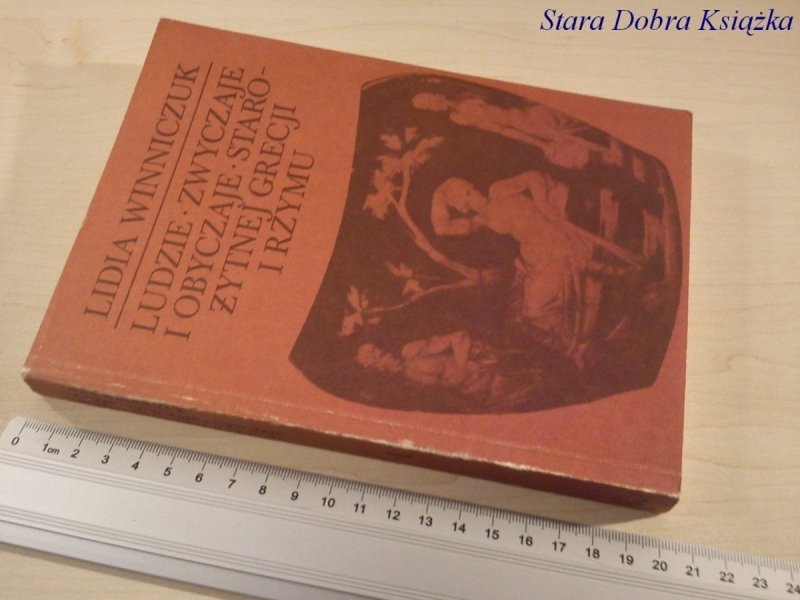 Stara Dobra Książka
LIDIA WINNICZUK
LUDZIE · ZWYCZAJE
I OBYCZAJE · STARO-
ŻYTNEJ GRECJI
I RZYMU
0 1cm 2 3 4 5 6 7 8 9 10 11 12 13 14 15 16 17 18 19 20 21 22 23 24